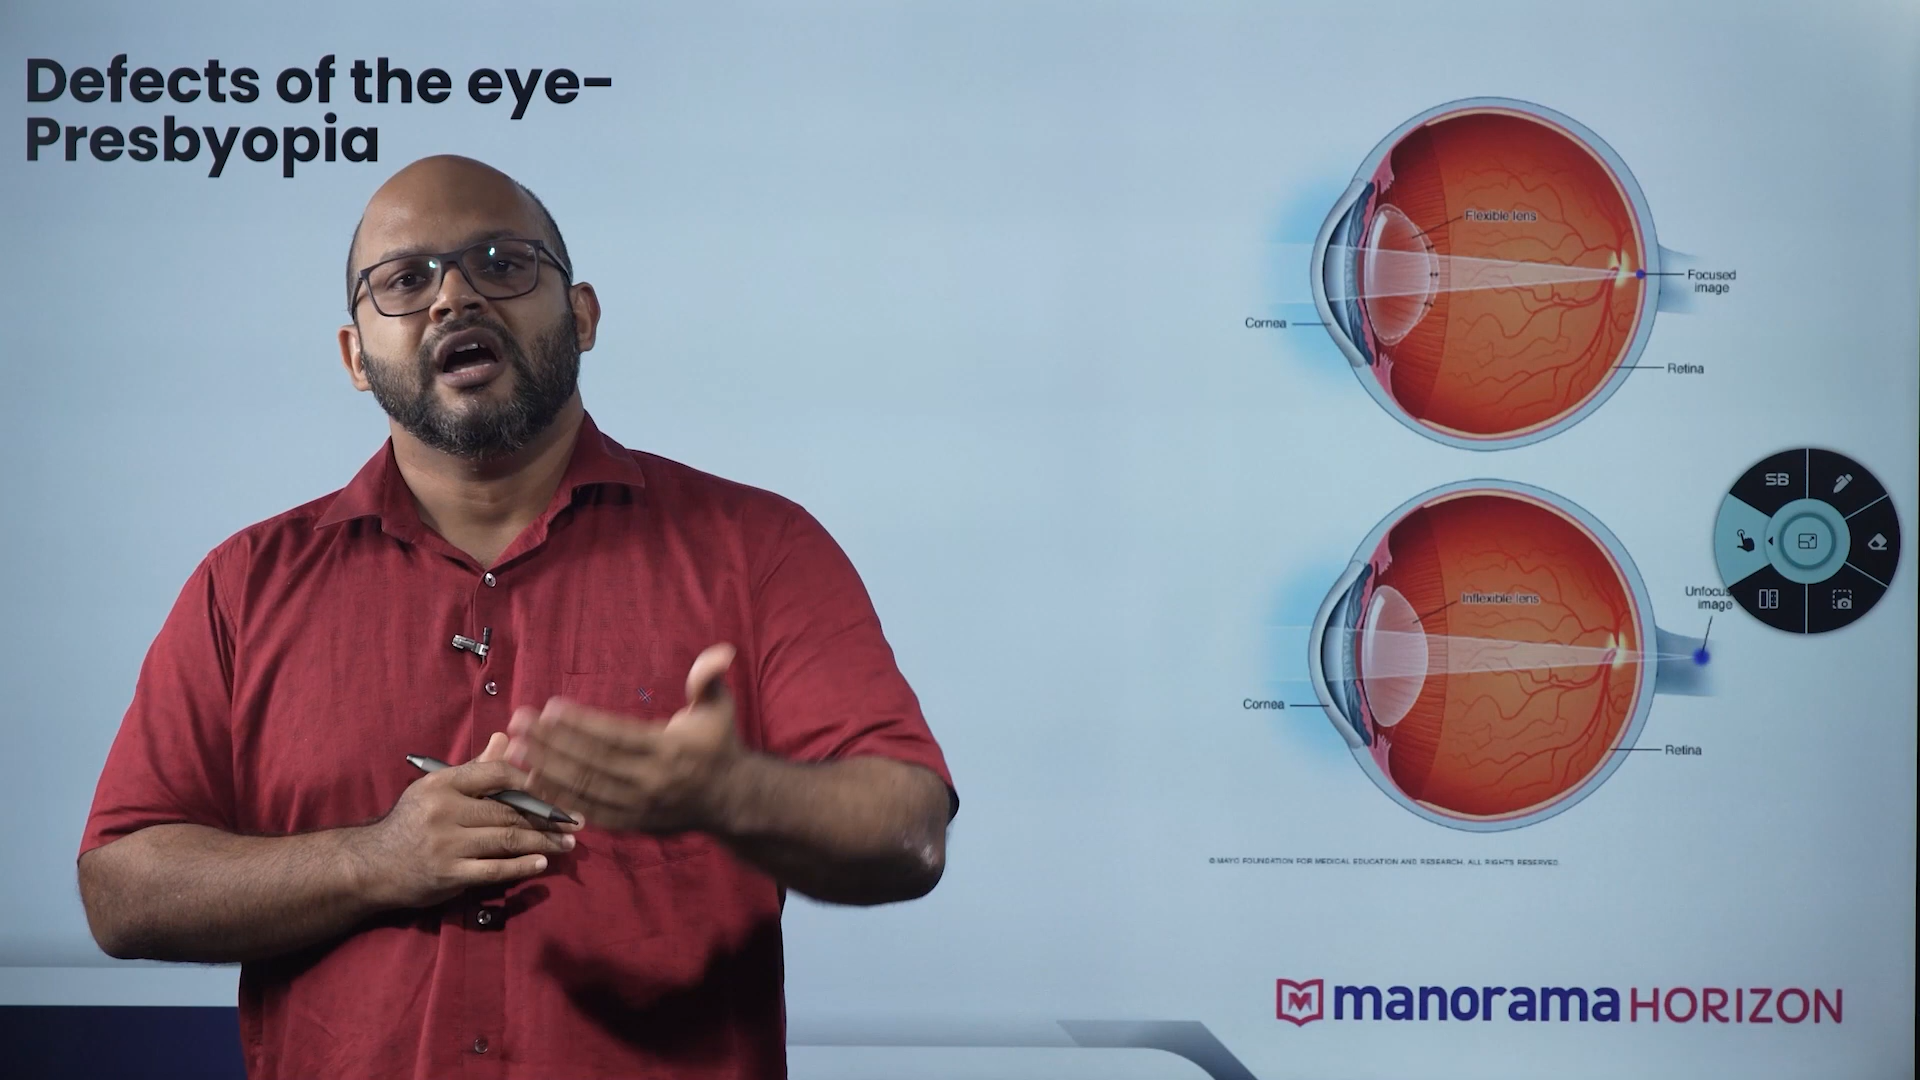 Defects of the eye-
Presbyopia
Flexible lens
Focused
image
Cornea
Retina
SB
Inflexible lens
Unfocus
image
Cornea
Retina
© MAYO FOUNDATION FOR MEDICAL EDUCATION AND RESEARCH. ALL RIGHTS RESERVED.
manorama HORIZON